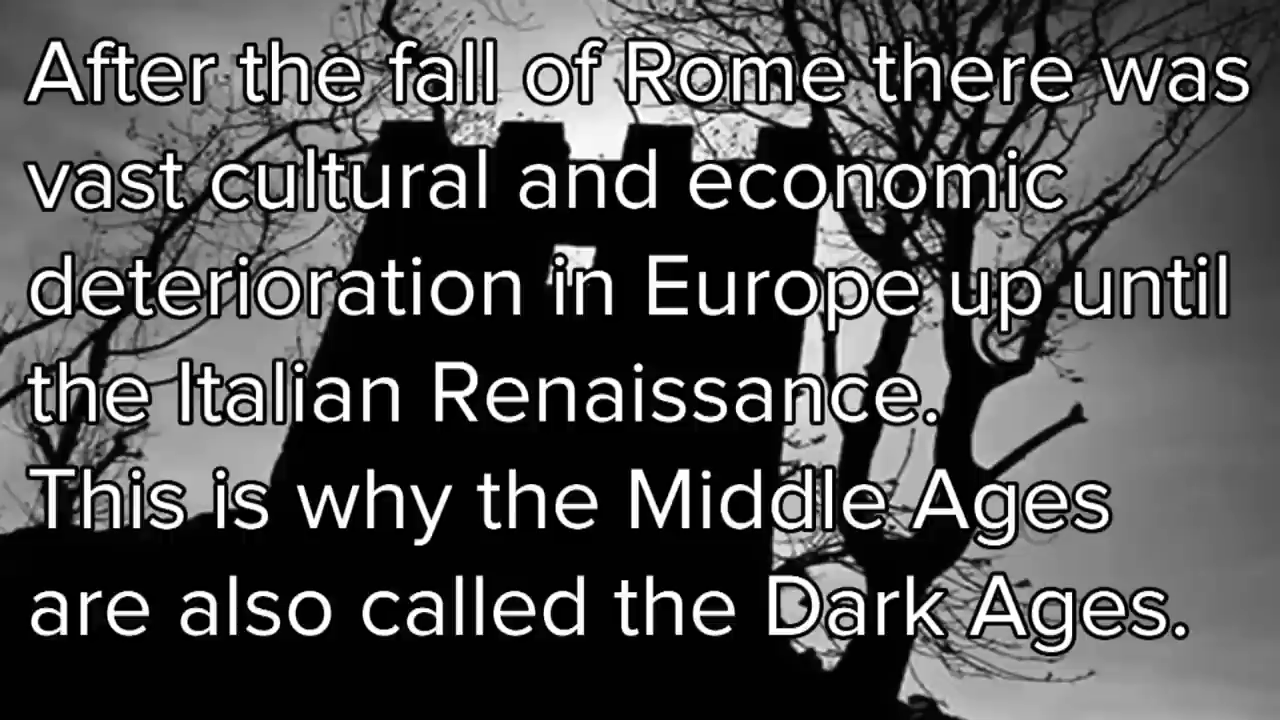 After the fall of Rome there was
vast cultural and economic
deterioration in Europe up until
the Italian Renaissance.
This is why the Middle Ages
are also called the Dark Ages.